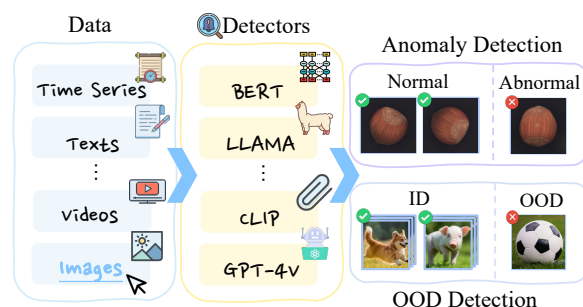 Data
Detectors
Time Series
Texts
Videos
Images
BERT
LLAMA
CLIP
GPT-4v
Anomaly Detection
Normal
Abnormal
ID
OOD
OOD Detection